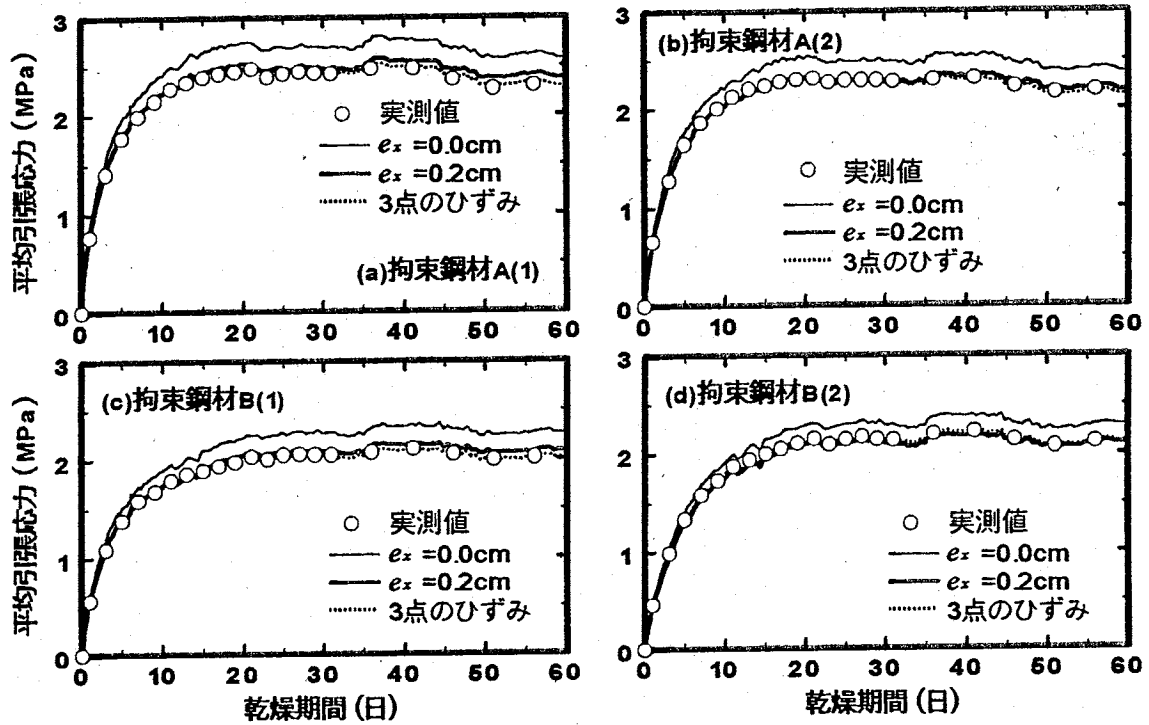 平均引張応力 (MPa)
3
2
1
0
0 10 20 30 40 50 60
実測値
ex =0.0cm
ex =0.2cm
3点のひずみ
(a)拘束鋼材A(1)
3
2
1
0
0 10 20 30 40 50 60
(b)拘束鋼材A(2)
実測値
ex =0.0cm
ex =0.2cm
3点のひずみ
平均引張応力 (MPa)
3
2
1
0
0 10 20 30 40 50 60
(c)拘束鋼材B(1)
実測値
ex =0.0cm
ex =0.2cm
3点のひずみ
乾燥期間 (日)
3
2
1
0
0 10 20 30 40 50 60
(d)拘束鋼材B(2)
実測値
ex =0.0cm
ex =0.2cm
3点のひずみ
乾燥期間 (日)